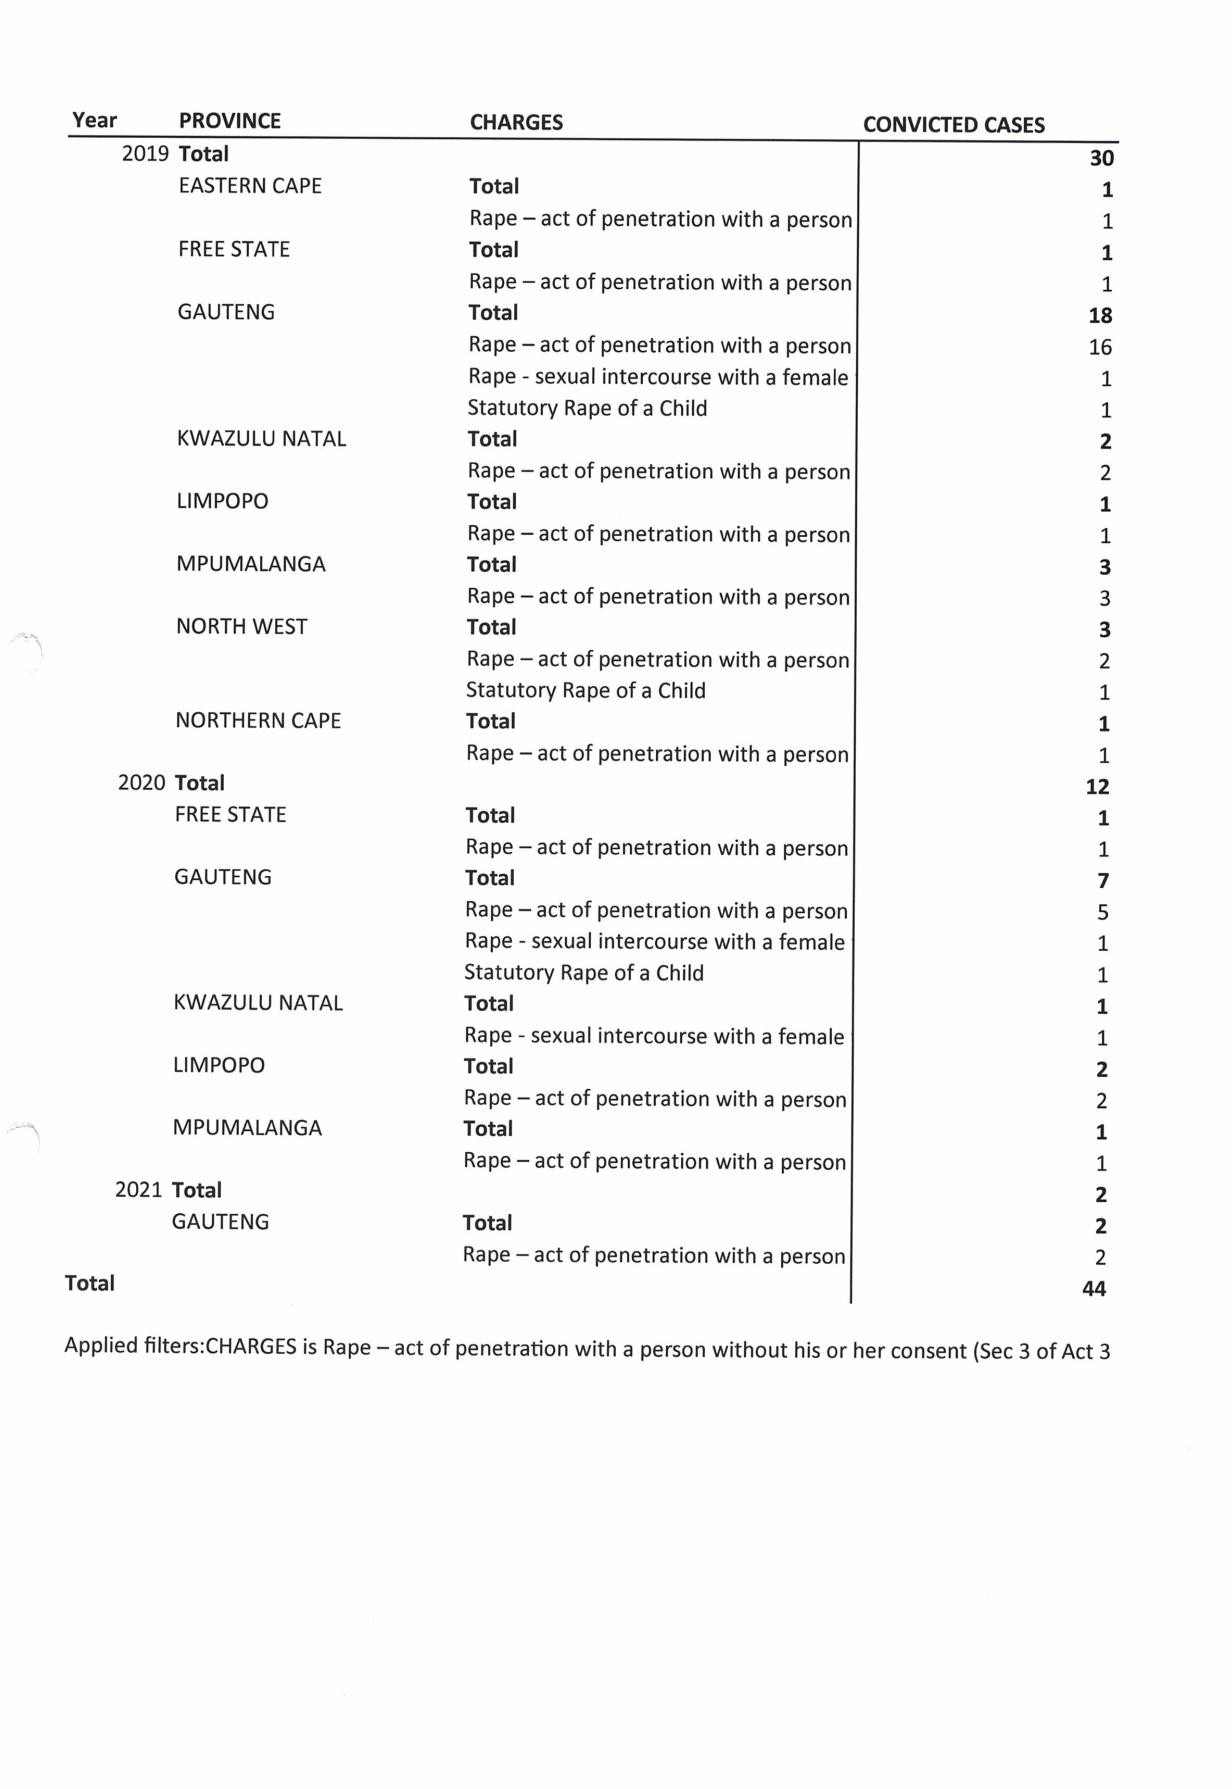 Year PROVINCE CHARGES CONVICTED CASES
2019 Total 30
EASTERN CAPE Total 1
Rape – act of penetration with a person 1
FREE STATE Total 1
Rape – act of penetration with a person 1
GAUTENG Total 18
Rape – act of penetration with a person 16
Rape - sexual intercourse with a female 1
Statutory Rape of a Child 1
KWAZULU NATAL Total 2
Rape – act of penetration with a person 2
LIMPOPO Total 1
Rape – act of penetration with a person 1
MPUMALANGA Total 3
Rape – act of penetration with a person 3
NORTH WEST Total 3
Rape – act of penetration with a person 2
Statutory Rape of a Child 1
NORTHERN CAPE Total 1
Rape – act of penetration with a person 1
2020 Total 12
FREE STATE Total 1
Rape – act of penetration with a person 1
GAUTENG Total 7
Rape – act of penetration with a person 5
Rape - sexual intercourse with a female 1
Statutory Rape of a Child 1
KWAZULU NATAL Total 1
Rape - sexual intercourse with a female 1
LIMPOPO Total 2
Rape – act of penetration with a person 2
MPUMALANGA Total 1
Rape – act of penetration with a person 1
2021 Total 2
GAUTENG Total 2
Rape – act of penetration with a person 2
Total 44
Applied filters:CHARGES is Rape – act of penetration with a person without his or her consent (Sec 3 of Act 3